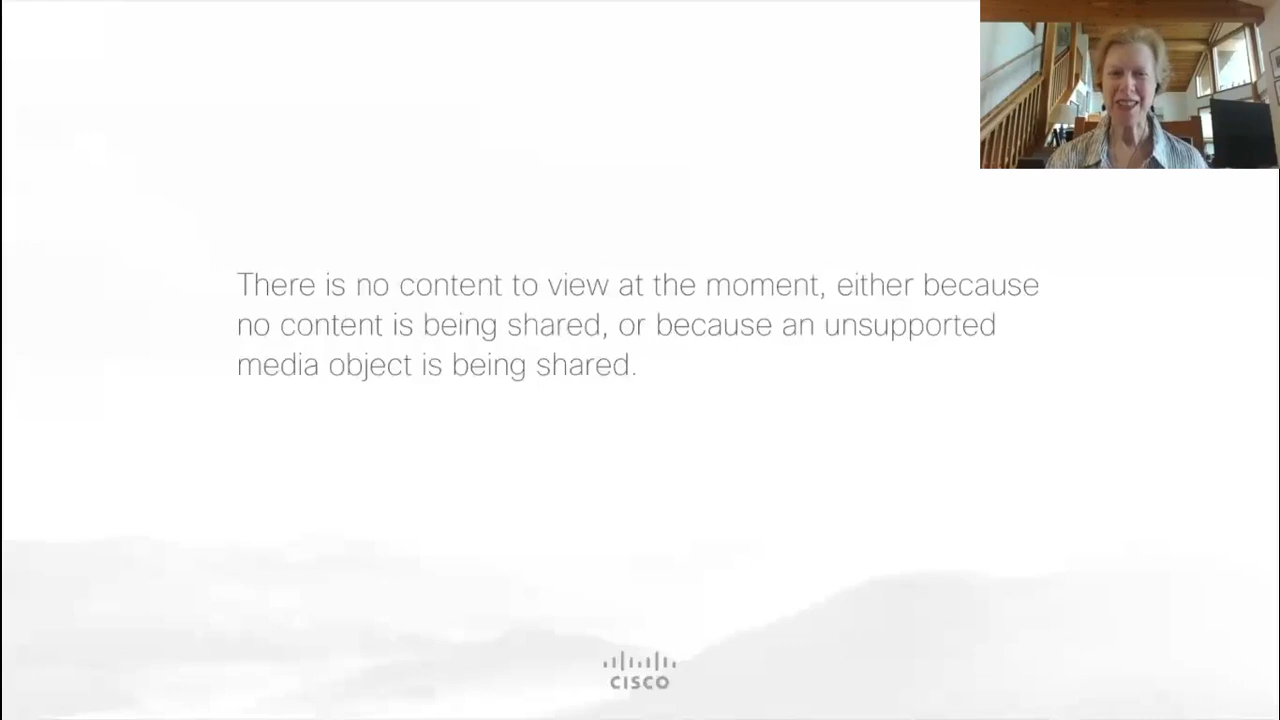 There is no content to view at the moment, either because
no content is being shared, or because an unsupported
media object is being shared.
CISCO